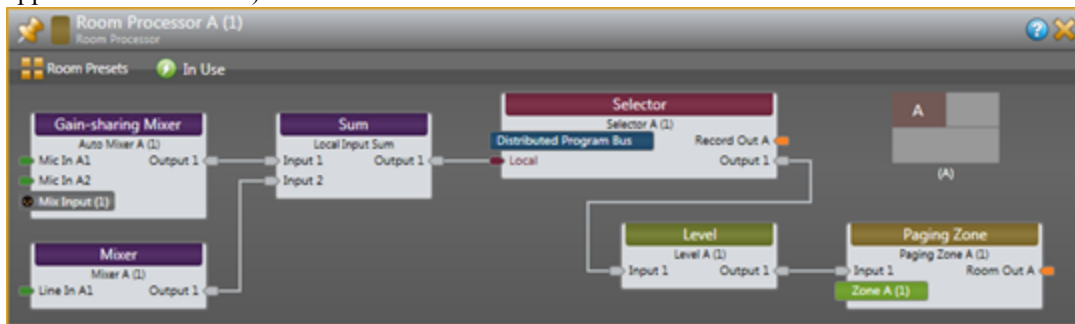 Room Processor A (1)
Room Processor
Room Presets
In Use
Gain-sharing Mixer
Auto Mixer A (1)
Mic In A1
Output 1
Mic In A2
Mix Input (1)
Mixer
Mixer A (1)
Line In A1
Output 1
Sum
Local Input Sum
Input 1
Output 1
Input 2
Selector
Selector A (1)
Distributed Program Bus
Record Out A
Local
Output 1
Level
Level A (1)
Input 1
Output 1
Paging Zone
Paging Zone A (1)
Input 1
Room Out A
Zone A (1)
A
(A)